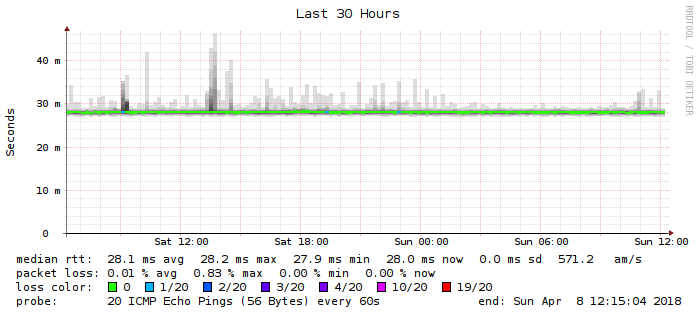 Last 30 Hours
RRDTOOL / TOBI OETIKER
Seconds
40 m
30 m
20 m
10 m
0
Sat 12:00 Sat 18:00 Sun 00:00 Sun 06:00 Sun 12:00
median rtt: 28.1 ms avg 28.2 ms max 27.9 ms min 28.0 ms now 0.0 ms sd 571.2 am/s
packet loss: 0.01 % avg 0.83 % max 0.00 % min 0.00 % now
loss color: 0 1/20 2/20 3/20 4/20 10/20 19/20
probe: 20 ICMP Echo Pings (56 Bytes) every 60s end: Sun Apr 8 12:15:04 2018